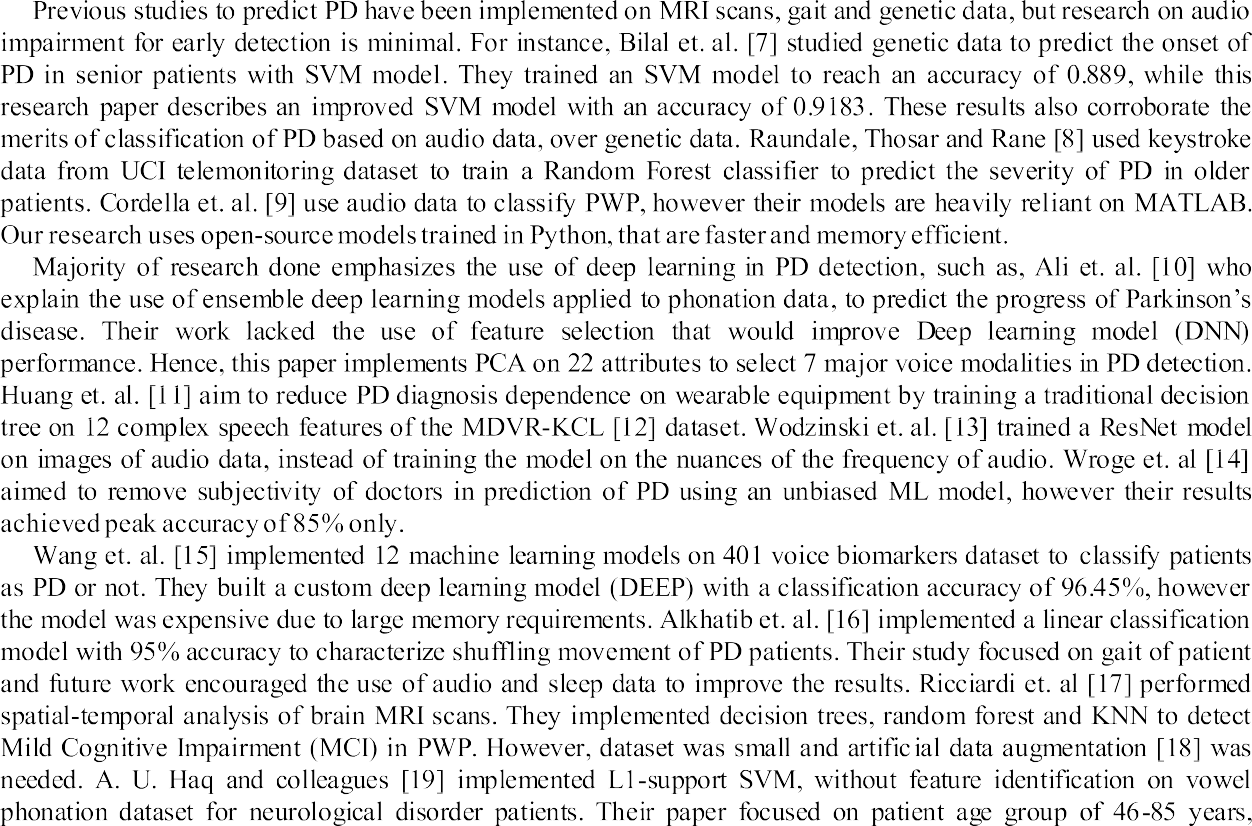 Previous studies to predict PD have been implemented on MRI scans, gait and genetic data, but research on audio
impairment for early detection is minimal. For instance, Bilal et. al. [7] studied genetic data to predict the onset of
PD in senior patients with SVM model. They trained an SVM model to reach an accuracy of 0.889, while this
research paper describes an improved SVM model with an accuracy of 0.9183. These results also corroborate the
merits of classification of PD based on audio data, over genetic data. Raundale, Thosar and Rane [8] used keystroke
data from UCI telemonitoring dataset to train a Random Forest classifier to predict the severity of PD in older
patients. Cordella et. al. [9] use audio data to classify PWP, however their models are heavily reliant on MATLAB.
Our research uses open-source models trained in Python, that are faster and memory efficient.
Majority of research done emphasizes the use of deep learning in PD detection, such as, Ali et. al. [10] who
explain the use of ensemble deep learning models applied to phonation data, to predict the progress of Parkinson's
disease. Their work lacked the use of feature selection that would improve Deep learning model (DNN)
performance. Hence, this paper implements PCA on 22 attributes to select 7 major voice modalities in PD detection.
Huang et. al. [11] aim to reduce PD diagnosis dependence on wearable equipment by training a traditional decision
tree on 12 complex speech features of the MDVR-KCL [12] dataset. Wodzinski et. al. [13] trained a ResNet model
on images of audio data, instead of training the model on the nuances of the frequency of audio. Wroge et. al [14]
aimed to remove subjectivity of doctors in prediction of PD using an unbiased ML model, however their results
achieved peak accuracy of 85% only.
Wang et. al. [15] implemented 12 machine learning models on 401 voice biomarkers dataset to classify patients
as PD or not. They built a custom deep learning model (DEEP) with a classification accuracy of 96.45%, however
the model was expensive due to large memory requirements. Alkhatib et. al. [16] implemented a linear classification
model with 95% accuracy to characterize shuffling movement of PD patients. Their study focused on gait of patient
and future work encouraged the use of audio and sleep data to improve the results. Ricciardi et. al [17] performed
spatial-temporal analysis of brain MRI scans. They implemented decision trees, random forest and KNN to detect
Mild Cognitive Impairment (MCI) in PWP. However, dataset was small and artificial data augmentation [18] was
needed. A. U. Haq and colleagues [19] implemented L1-support SVM, without feature identification on vowel
phonation dataset for neurological disorder patients. Their paper focused on patient age group of 46-85 years,